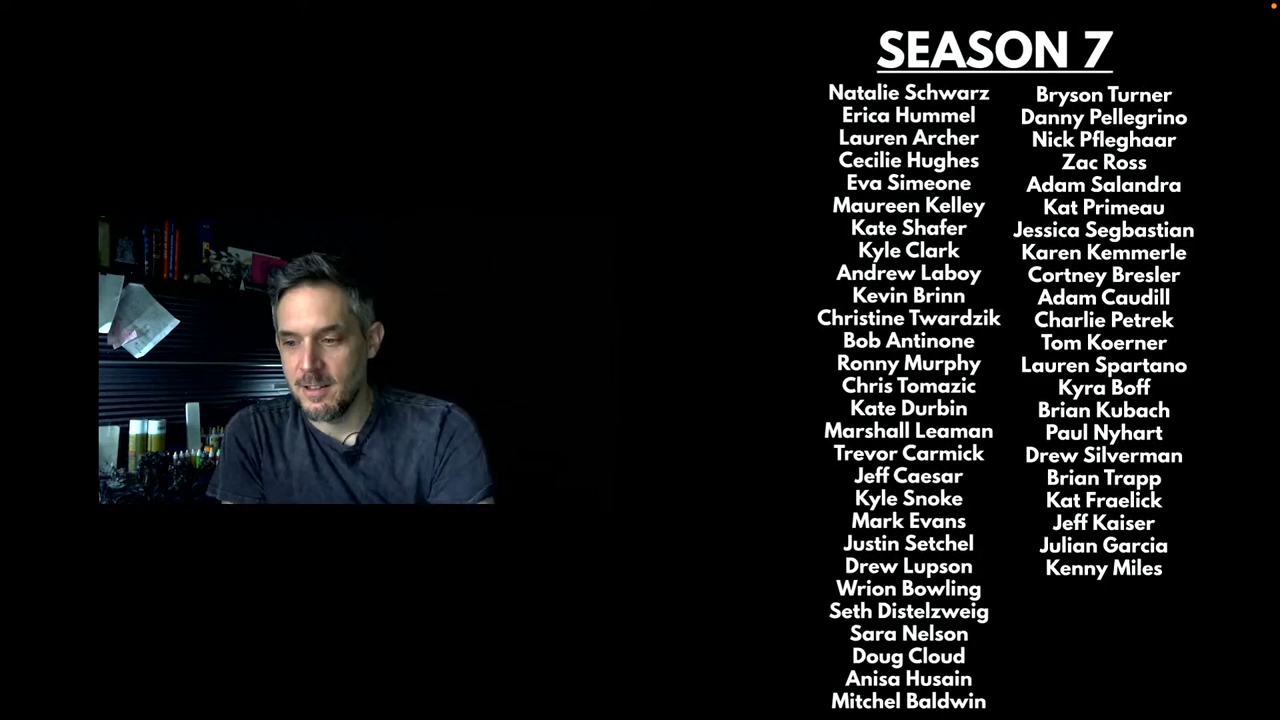 SEASON 7
Natalie Schwarz
Erica Hummel
Lauren Archer
Cecilie Hughes
Eva Simeone
Maureen Kelley
Kate Shafer
Kyle Clark
Andrew Laboy
Kevin Brinn
Christine Twardzik
Bob Antinone
Ronny Murphy
Chris Tomazic
Kate Durbin
Marshall Leaman
Trevor Carmick
Jeff Caesar
Kyle Snoke
Mark Evans
Justin Setchel
Drew Lupson
Wrion Bowling
Seth Distelzweig
Sara Nelson
Doug Cloud
Anisa Husain
Mitchel Baldwin
Bryson Turner
Danny Pellegrino
Nick Pfleghaar
Zac Ross
Adam Salandra
Kat Primeau
Jessica Segbastian
Karen Kemmerle
Cortney Bresler
Adam Caudill
Charlie Petrek
Tom Koerner
Lauren Spartano
Kyra Boff
Brian Kubach
Paul Nyhart
Drew Silverman
Brian Trapp
Kat Fraelick
Jeff Kaiser
Julian Garcia
Kenny Miles